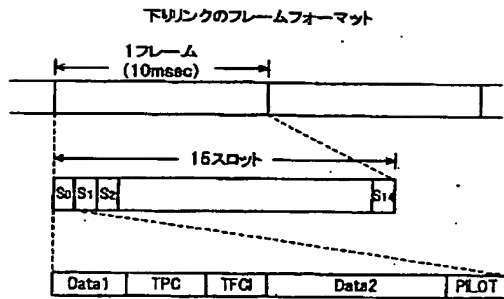 下りリンクのフレームフォーマット
1フレーム
(10msec)
15スロット
S0 S1 S2 S14
Data1 TPC TFCI Data2 PILOT